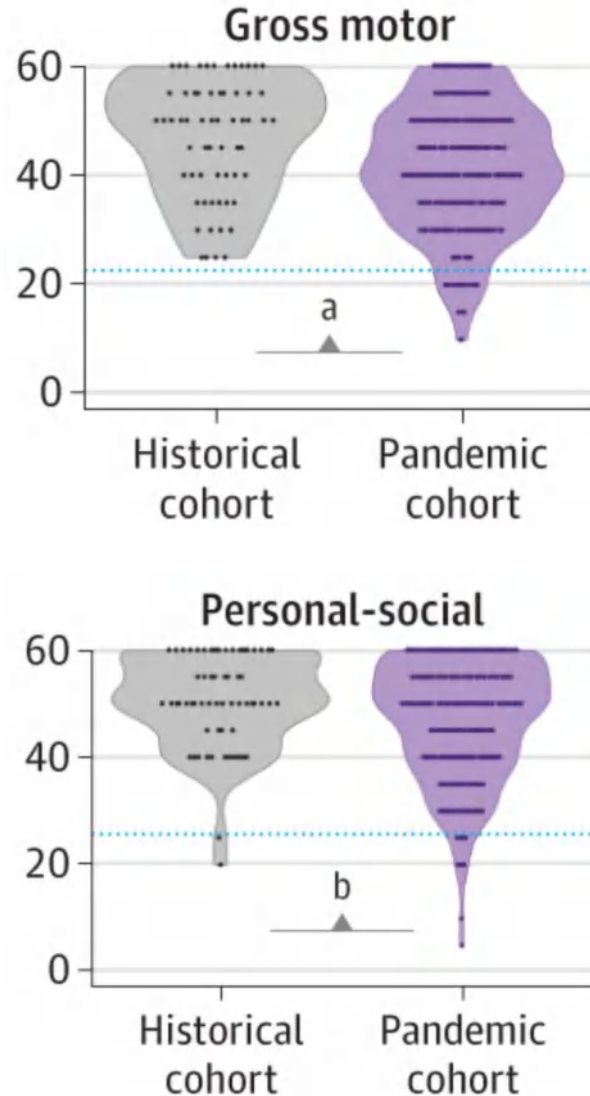 Gross motor
60
40
20
0
a
Historical cohort
Pandemic cohort
Personal-social
60
40
20
0
b
Historical cohort
Pandemic cohort